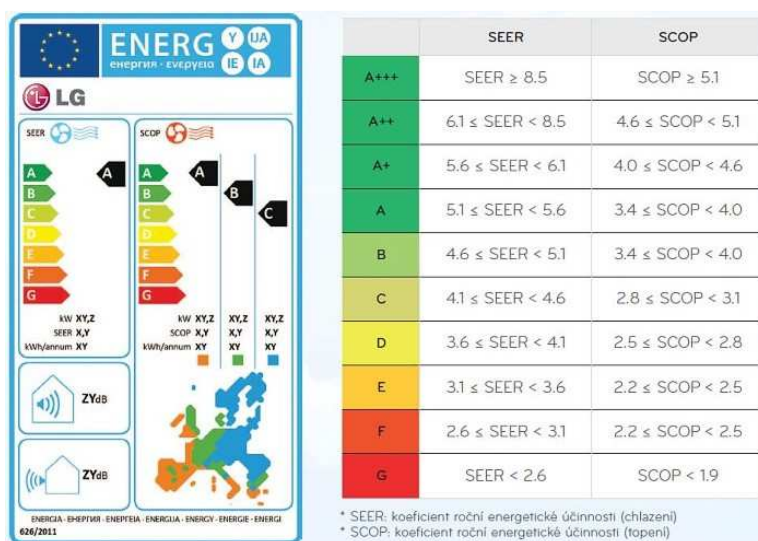 ENERG Y UA
енергия · ενεργεια IE IA
LG
SEER
A A
B
C
D
E
F
G
kW XY,Z
SEER X,Y
kWh/annum XY
SCOP
A A
B B
C C
D
E
F
G
kW XY,Z XY,Z XY,Z
SCOP X,Y X,Y X,Y
kWh/annum XY XY XY
ZYdB
ZYdB
ENERGIA · ЕНЕРГИЯ · ΕΝΕΡΓΕΙΑ · ENERGIJA · ENERGY · ENERGIE · ENERGI
626/2011
SEER SCOP
A+++ SEER ≥ 8.5 SCOP ≥ 5.1
A++ 6.1 ≤ SEER < 8.5 4.6 ≤ SCOP < 5.1
A+ 5.6 ≤ SEER < 6.1 4.0 ≤ SCOP < 4.6
A 5.1 ≤ SEER < 5.6 3.4 ≤ SCOP < 4.0
B 4.6 ≤ SEER < 5.1 3.4 ≤ SCOP < 4.0
C 4.1 ≤ SEER < 4.6 2.8 ≤ SCOP < 3.1
D 3.6 ≤ SEER < 4.1 2.5 ≤ SCOP < 2.8
E 3.1 ≤ SEER < 3.6 2.2 ≤ SCOP < 2.5
F 2.6 ≤ SEER < 3.1 2.2 ≤ SCOP < 2.5
G SEER < 2.6 SCOP < 1.9
* SEER: koeficient roční energetické účinnosti (chlazení)
* SCOP: koeficient roční energetické účinnosti (topení)